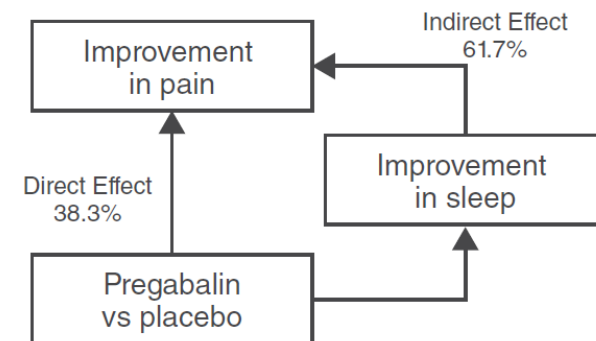 Indirect Effect
61.7%
Improvement
in pain
Improvement
in sleep
Direct Effect
38.3%
Pregabalin
vs placebo